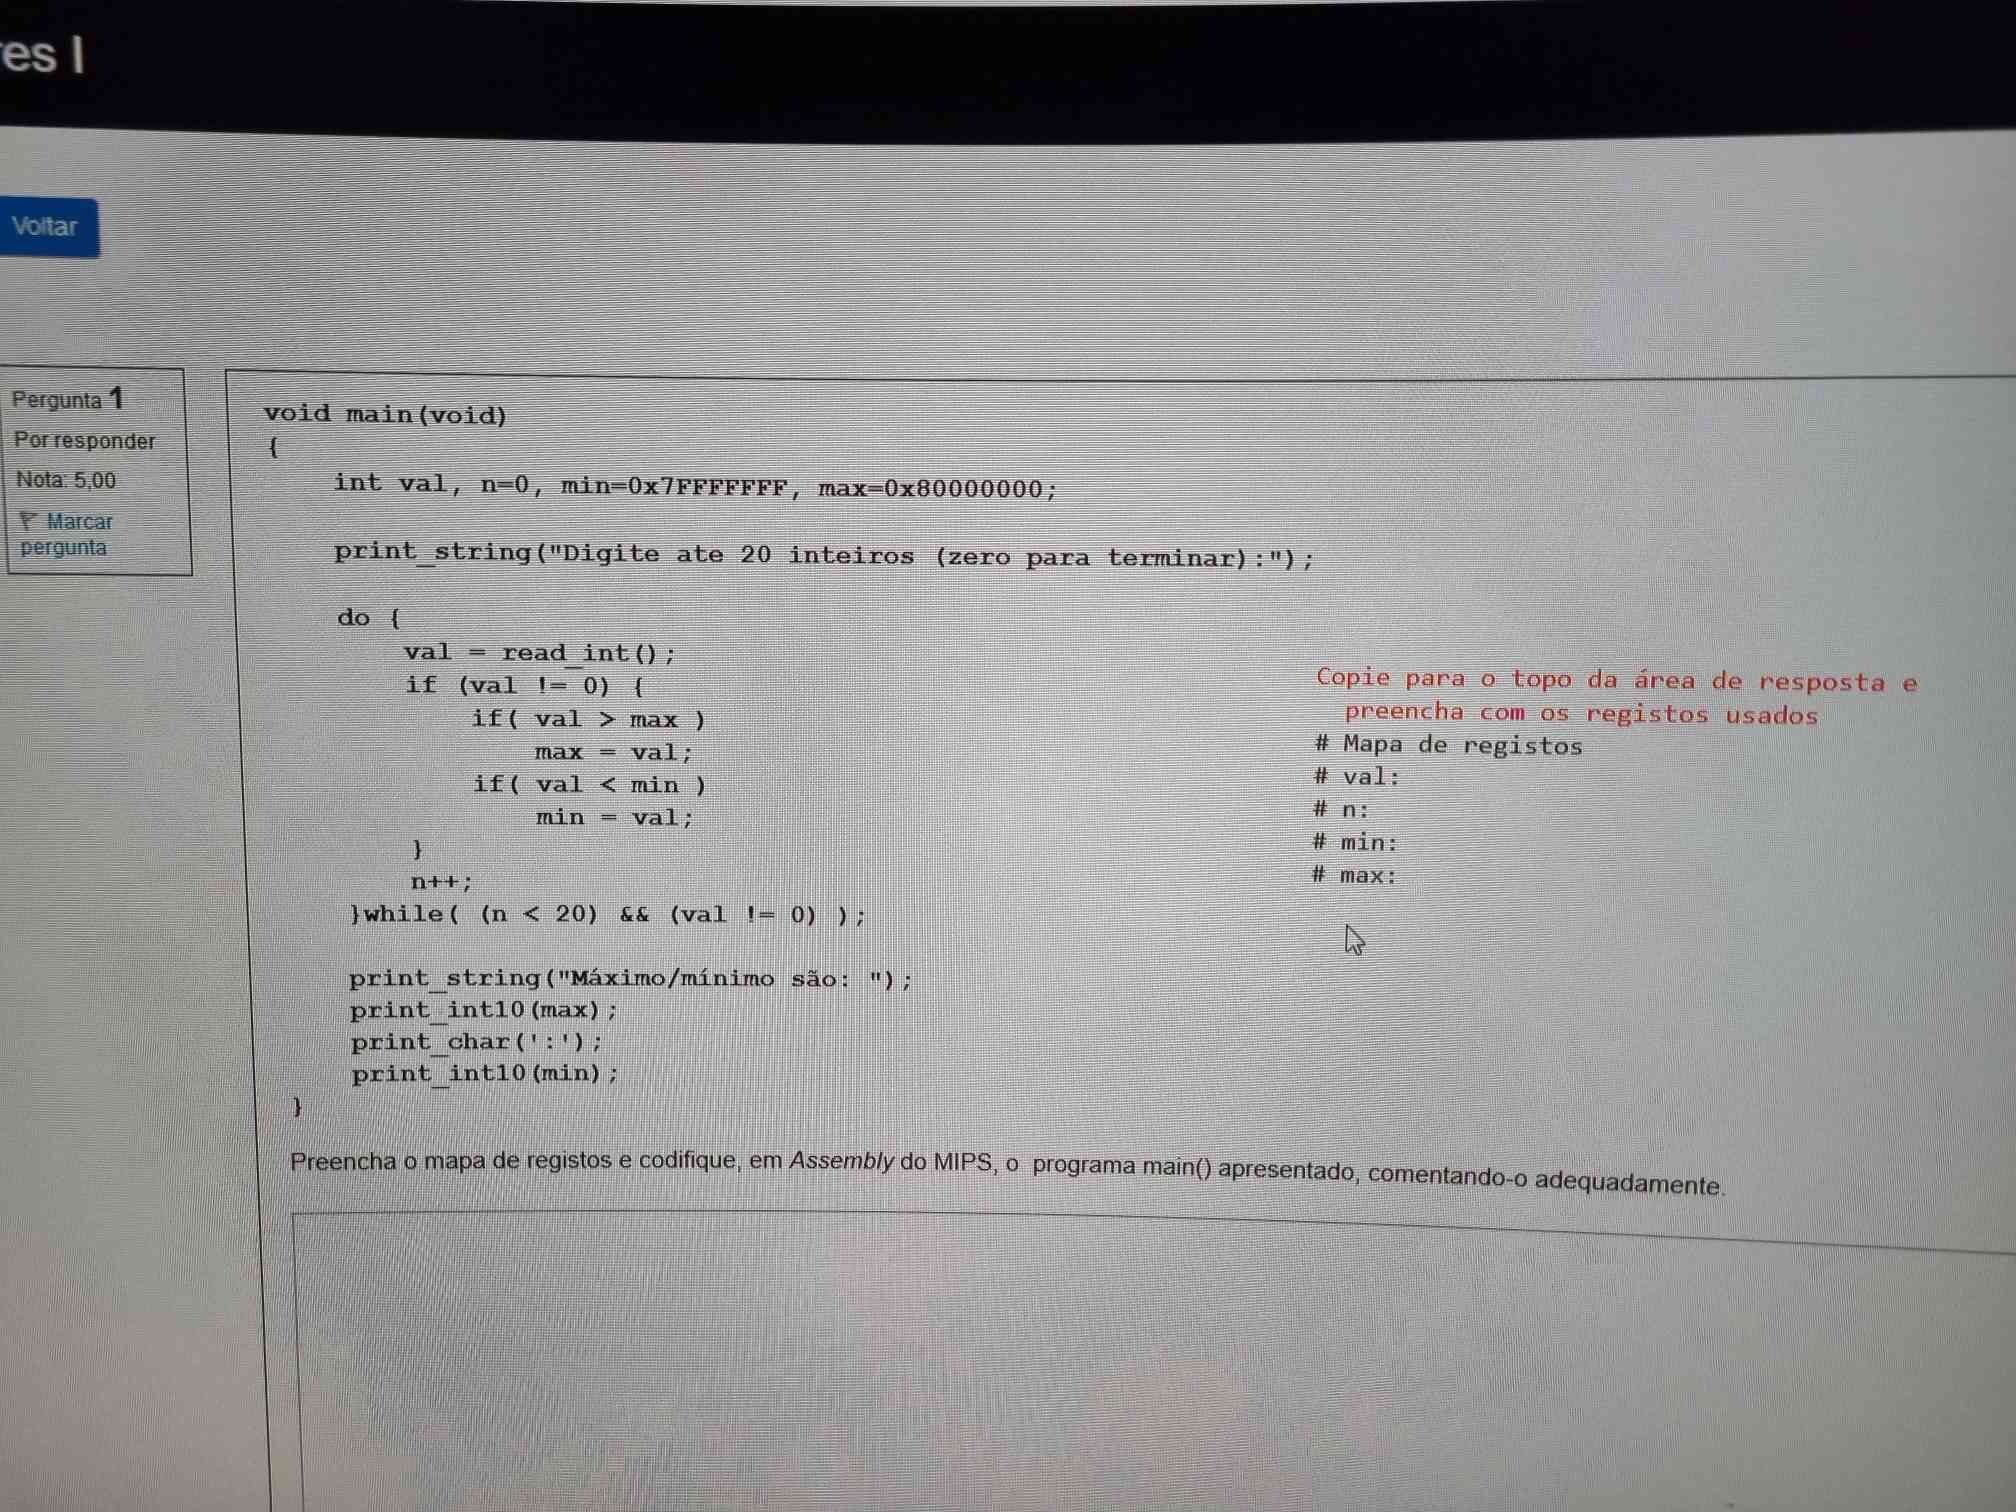 es I
Voltar
Pergunta 1
Por responder
Nota: 5,00
Marcar
pergunta
void main(void)
{
int val, n=0, min=0x7FFFFFFF, max=0x80000000;
print_string("Digite ate 20 inteiros (zero para terminar):");
do {
val = read_int();
if (val != 0) {
if( val > max )
max = val;
if( val < min )
min = val;
}
n++;
}while( (n < 20) && (val != 0) );
print_string("Máximo/mínimo são: ");
print_int10(max);
print_char(':');
print_int10(min);
}
Copie para o topo da área de resposta e
preencha com os registos usados
# Mapa de registos
# val:
# n:
# min:
# max:
Preencha o mapa de registos e codifique, em Assembly do MIPS, o programa main() apresentado, comentando-o adequadamente.